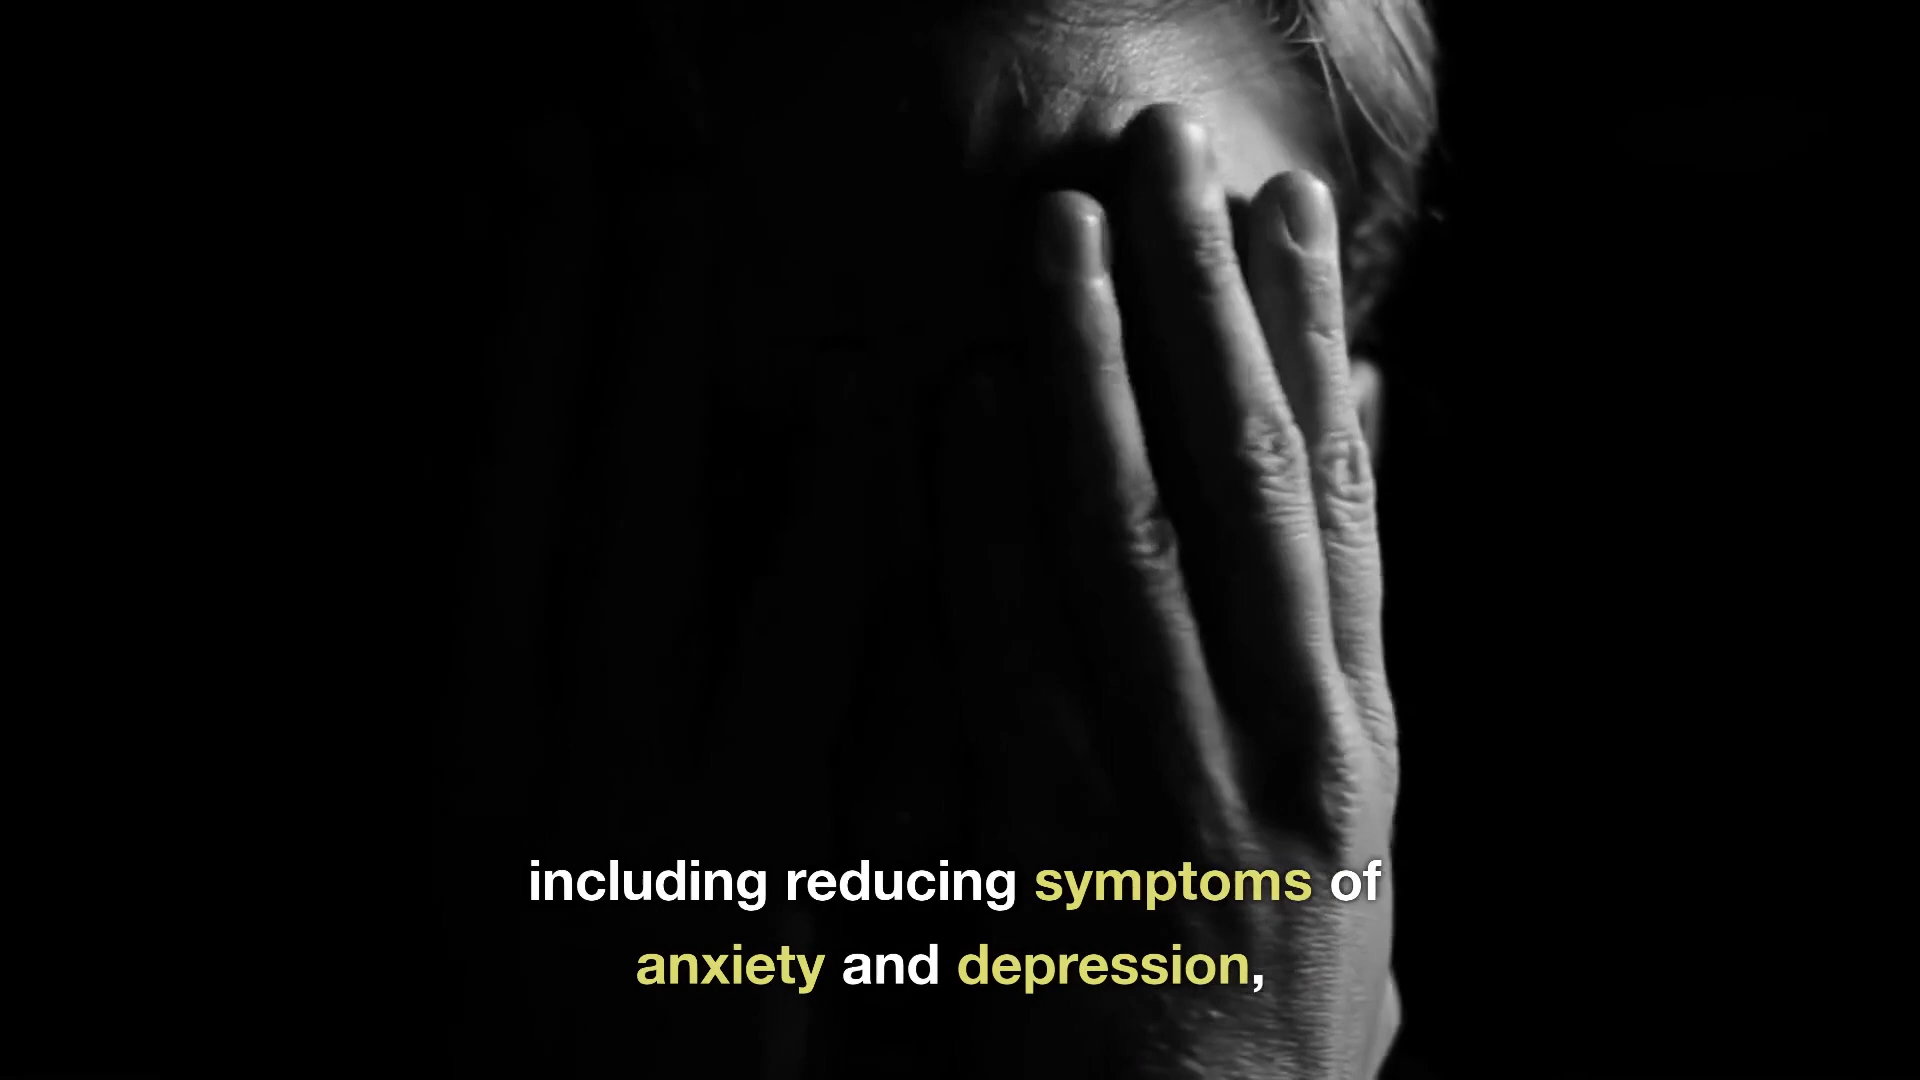 including reducing symptoms of
anxiety and depression,